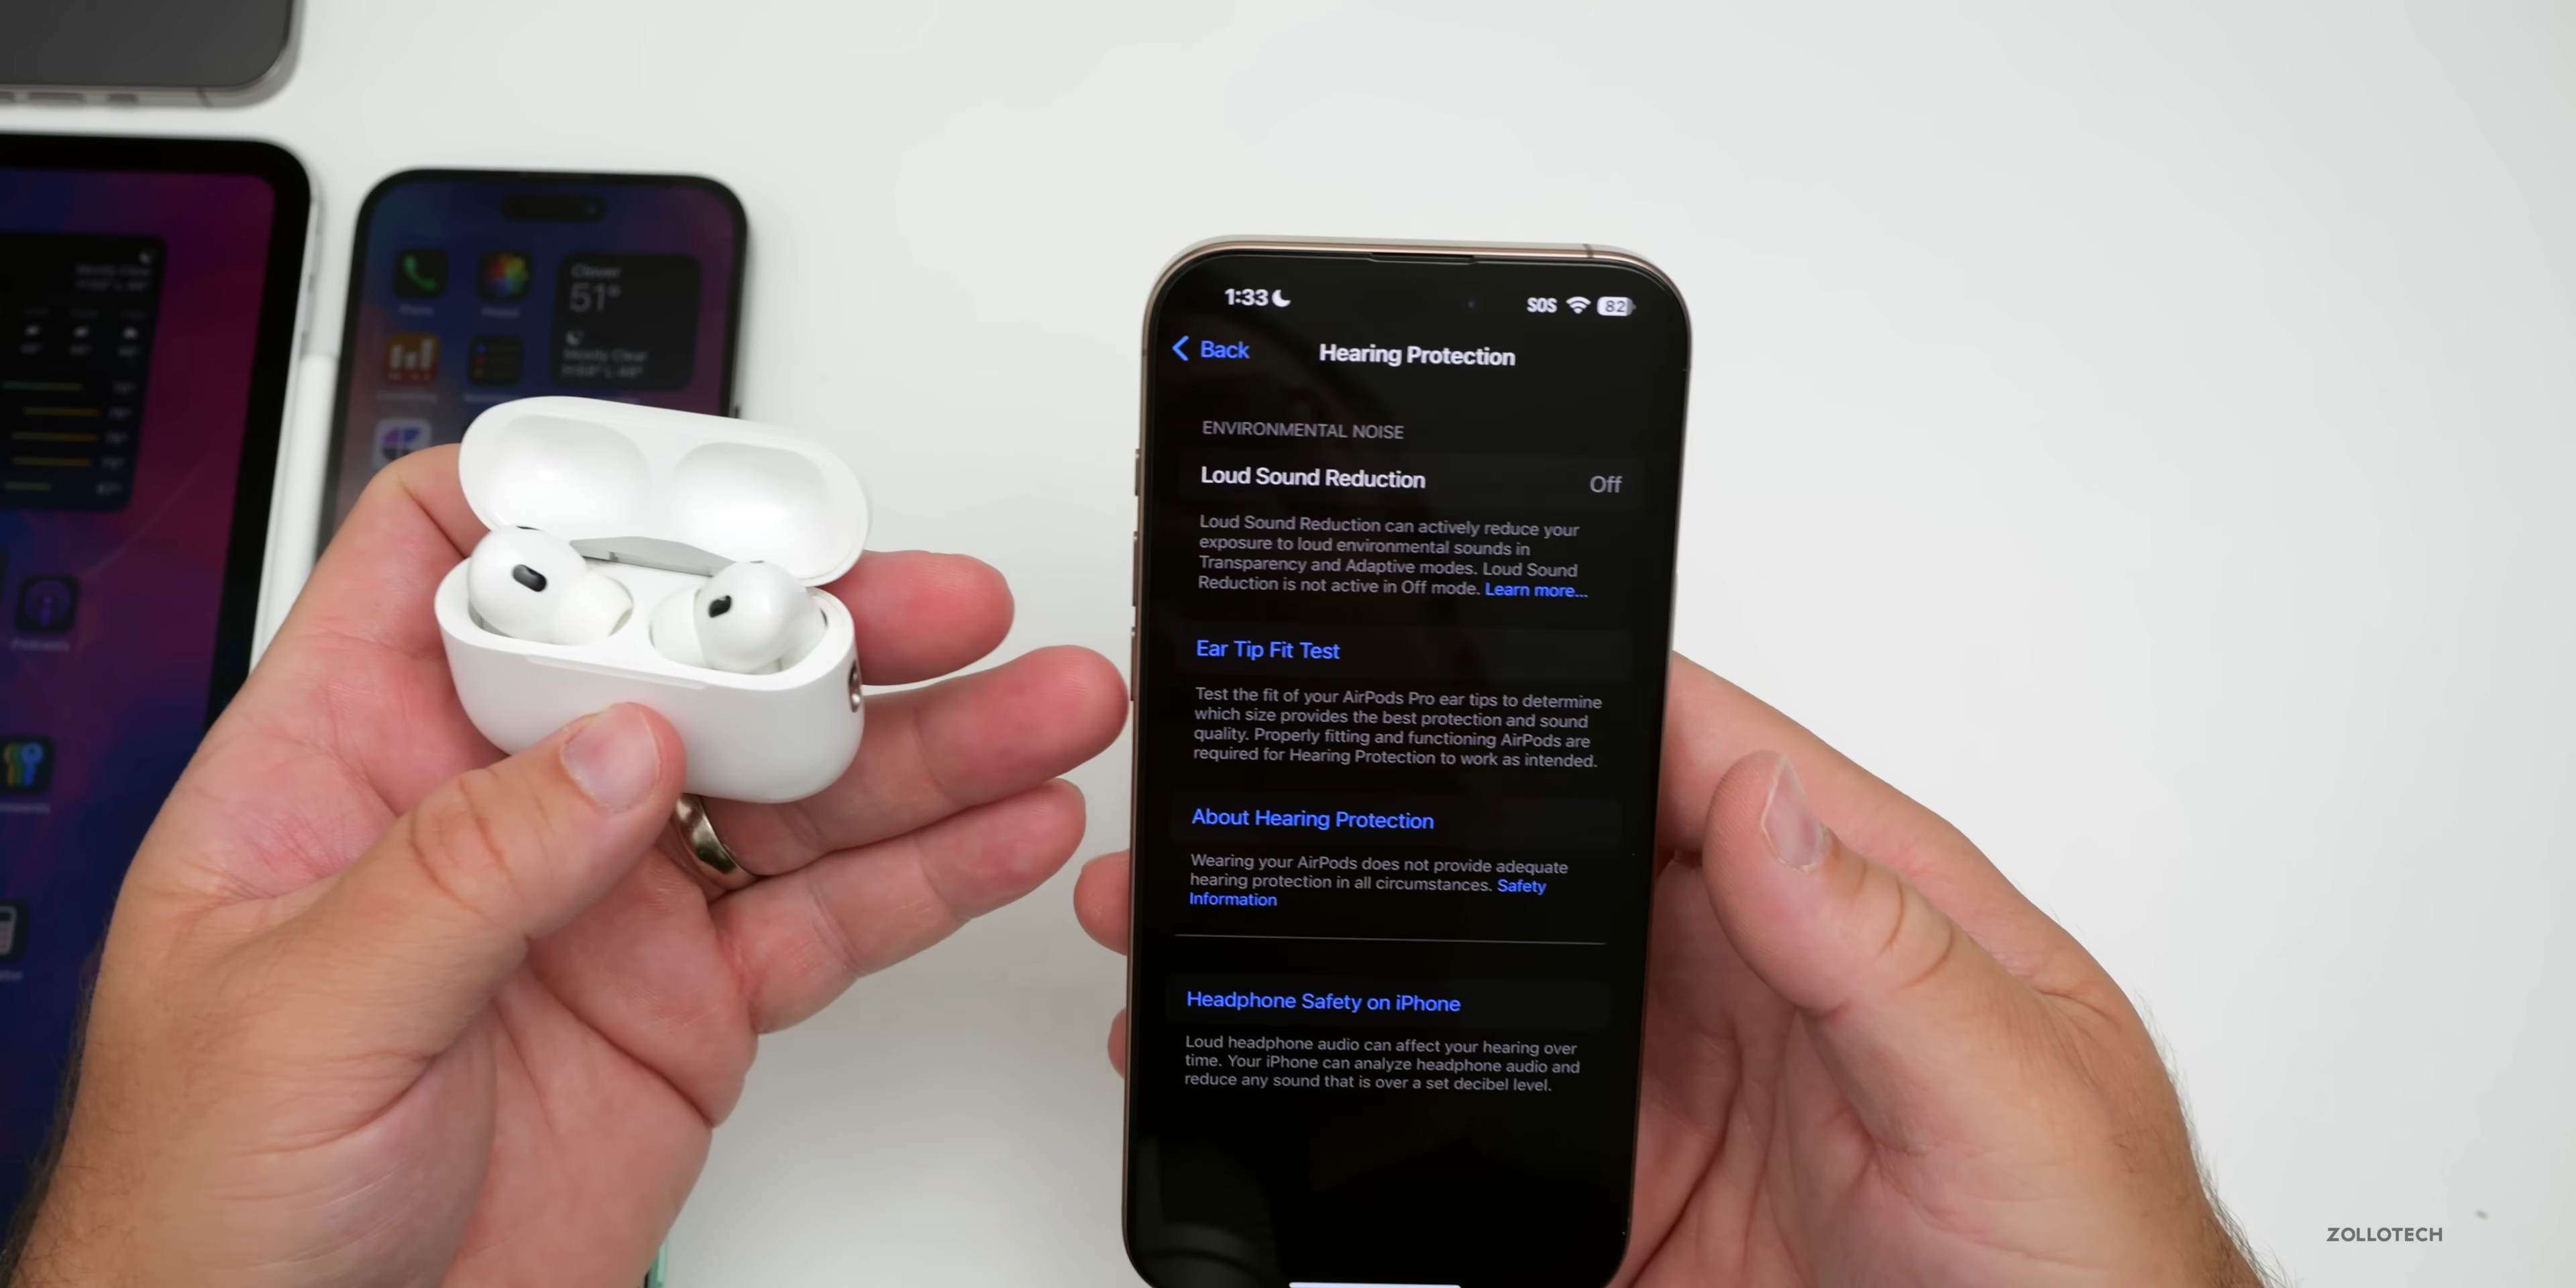 Clover
51°
Mostly Clear
Podcasts
1:33
SOS
82
Back
Hearing Protection
ENVIRONMENTAL NOISE
Loud Sound Reduction
Off
Loud Sound Reduction can actively reduce your
exposure to loud environmental sounds in
Transparency and Adaptive modes. Loud Sound
Reduction is not active in Off mode. Learn more...
Ear Tip Fit Test
Test the fit of your AirPods Pro ear tips to determine
which size provides the best protection and sound
quality. Properly fitting and functioning AirPods are
required for Hearing Protection to work as intended.
About Hearing Protection
Wearing your AirPods does not provide adequate
hearing protection in all circumstances. Safety
Information
Headphone Safety on iPhone
Loud headphone audio can affect your hearing over
time. Your iPhone can analyze headphone audio and
reduce any sound that is over a set decibel level.
ZOLLOTECH